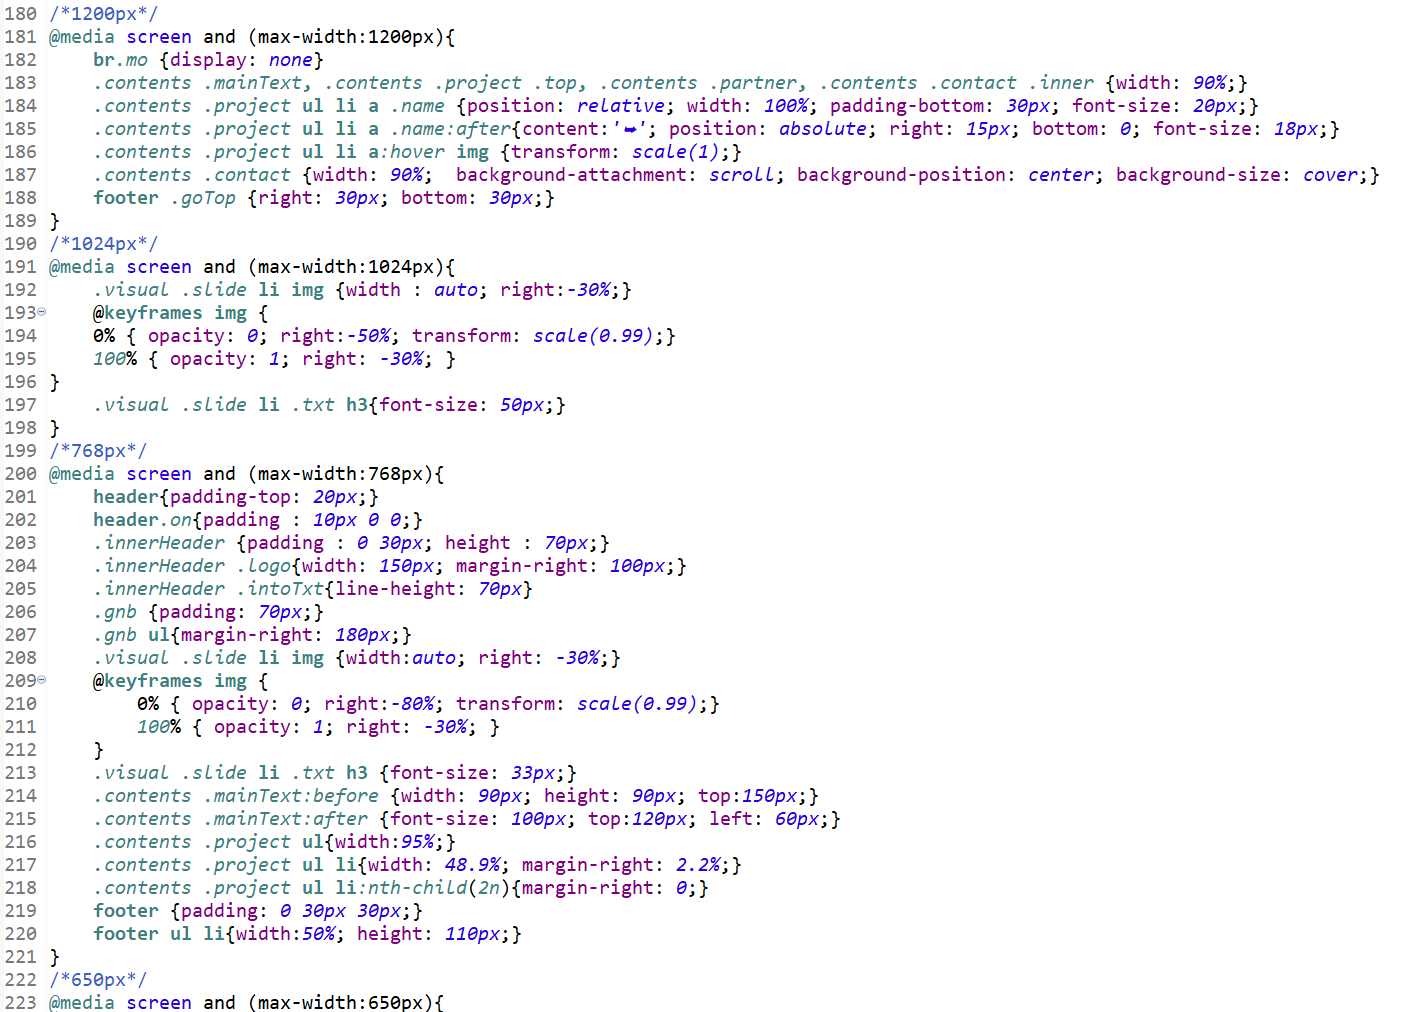 180 /*1200px*/
181 @media screen and (max-width:1200px){
182     br.mo {display: none}
183     .contents .mainText, .contents .project .top, .contents .partner, .contents .contact .inner {width: 90%;}
184     .contents .project ul li a .name {position: relative; width: 100%; padding-bottom: 30px; font-size: 20px;}
185     .contents .project ul li a .name:after{content:'➥'; position: absolute; right: 15px; bottom: 0; font-size: 18px;}
186     .contents .project ul li a:hover img {transform: scale(1);}
187     .contents .contact {width: 90%;  background-attachment: scroll; background-position: center; background-size: cover;}
188     footer .goTop {right: 30px; bottom: 30px;}
189 }
190 /*1024px*/
191 @media screen and (max-width:1024px){
192     .visual .slide li img {width : auto; right:-30%;}
193     @keyframes img {
194     0% { opacity: 0; right:-50%; transform: scale(0.99);}
195     100% { opacity: 1; right: -30%; }
196 }
197     .visual .slide li .txt h3{font-size: 50px;}
198 }
199 /*768px*/
200 @media screen and (max-width:768px){
201     header{padding-top: 20px;}
202     header.on{padding : 10px 0 0;}
203     .innerHeader {padding : 0 30px; height : 70px;}
204     .innerHeader .logo{width: 150px; margin-right: 100px;}
205     .innerHeader .intoTxt{line-height: 70px}
206     .gnb {padding: 70px;}
207     .gnb ul{margin-right: 180px;}
208     .visual .slide li img {width:auto; right: -30%;}
209     @keyframes img {
210         0% { opacity: 0; right:-80%; transform: scale(0.99);}
211         100% { opacity: 1; right: -30%; }
212     }
213     .visual .slide li .txt h3 {font-size: 33px;}
214     .contents .mainText:before {width: 90px; height: 90px; top:150px;}
215     .contents .mainText:after {font-size: 100px; top:120px; left: 60px;}
216     .contents .project ul{width:95%;}
217     .contents .project ul li{width: 48.9%; margin-right: 2.2%;}
218     .contents .project ul li:nth-child(2n){margin-right: 0;}
219     footer {padding: 0 30px 30px;}
220     footer ul li{width:50%; height: 110px;}
221 }
222 /*650px*/
223 @media screen and (max-width:650px){